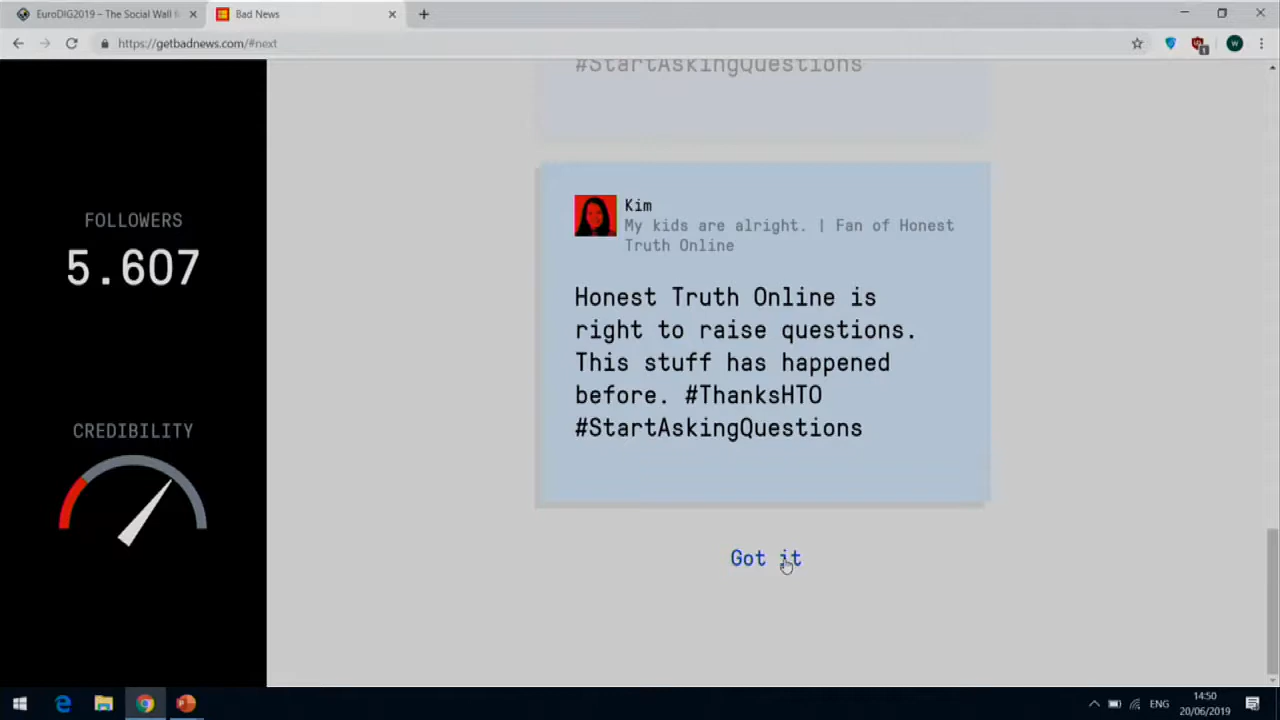 EuroDIG2019 – The Social Wall f
Bad News
https://getbadnews.com/#next
W
1
#StartAskingQuestions
FOLLOWERS
5.607
CREDIBILITY
Kim
My kids are alright. | Fan of Honest
Truth Online
Honest Truth Online is
right to raise questions.
This stuff has happened
before. #ThanksHTO
#StartAskingQuestions
Got it
ENG
14:50
20/06/2019